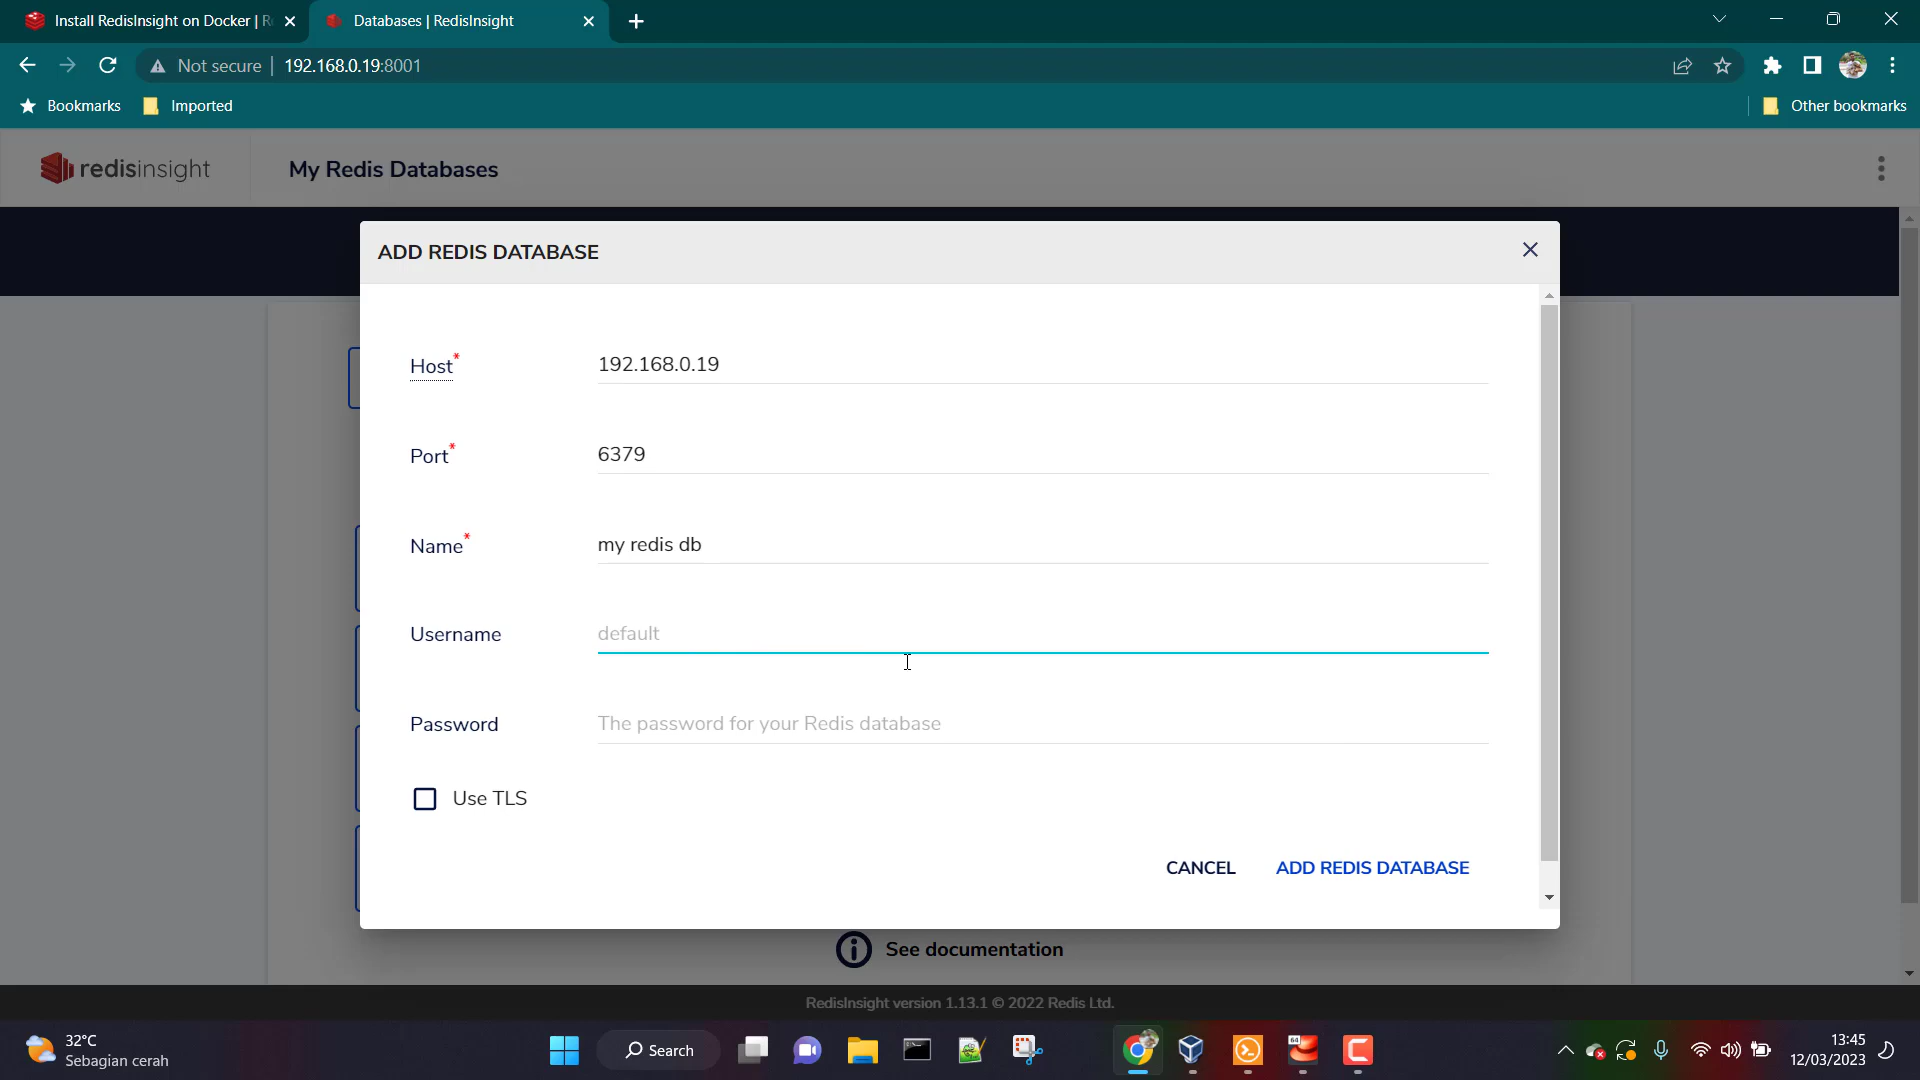 Install RedisInsight on Docker | R
Databases | RedisInsight
Not secure | 192.168.0.19:8001
Bookmarks
Imported
Other bookmarks
redisinsight
My Redis Databases
ADD REDIS DATABASE
Host*
192.168.0.19
Port*
6379
Name*
my redis db
Username
default
Password
The password for your Redis database
Use TLS
CANCEL
ADD REDIS DATABASE
See documentation
RedisInsight version 1.13.1 © 2022 Redis Ltd.
32°C
Sebagian cerah
Search
64
13:45
12/03/2023